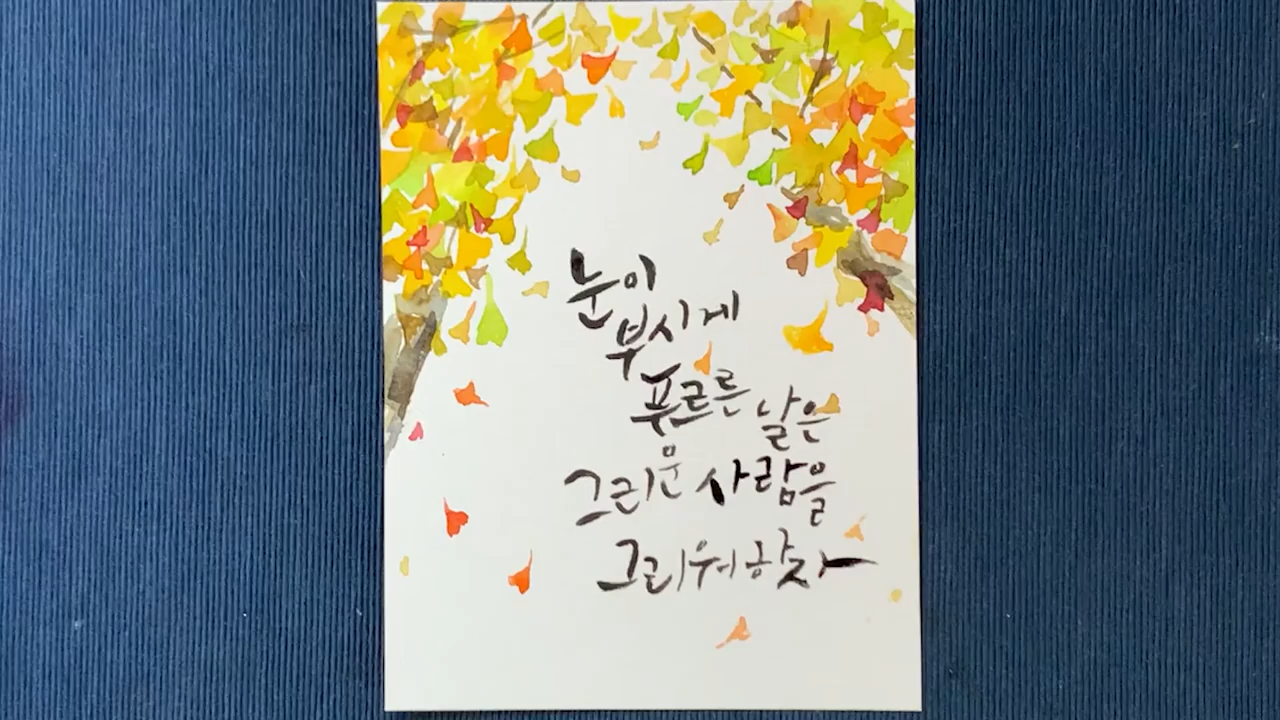 눈이
부시게
푸르른 날은
그리운 사람을
그리워하자